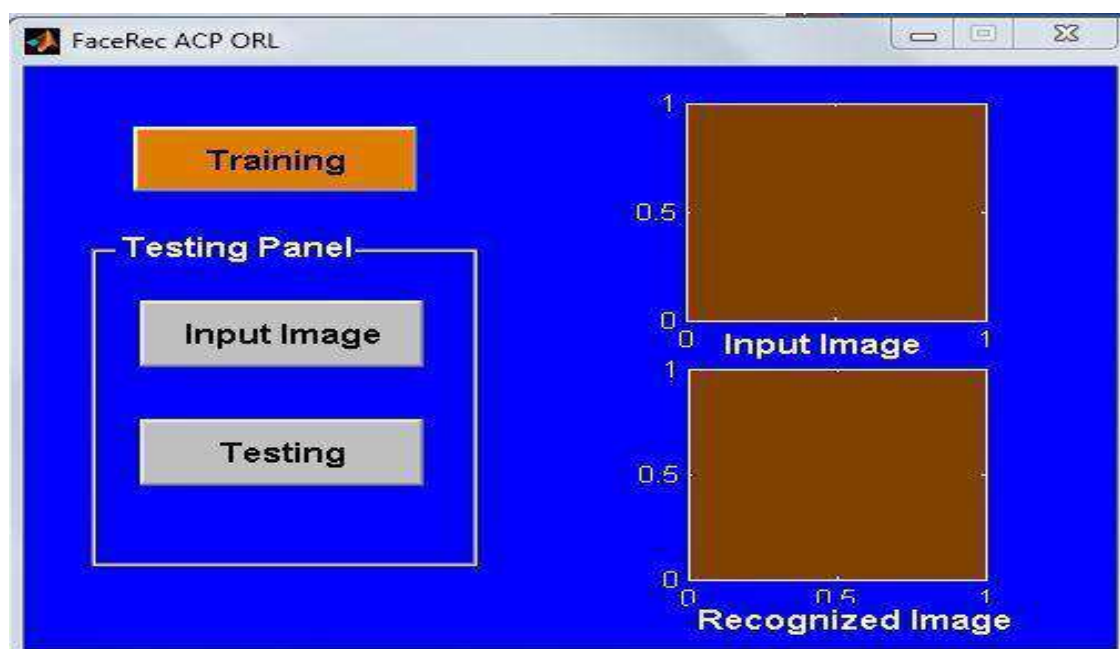 FaceRec ACP ORL
Training
Testing Panel
Input Image
Testing
1
0.5
0
0 1
Input Image
1
0.5
0
0 0.5 1
Recognized Image